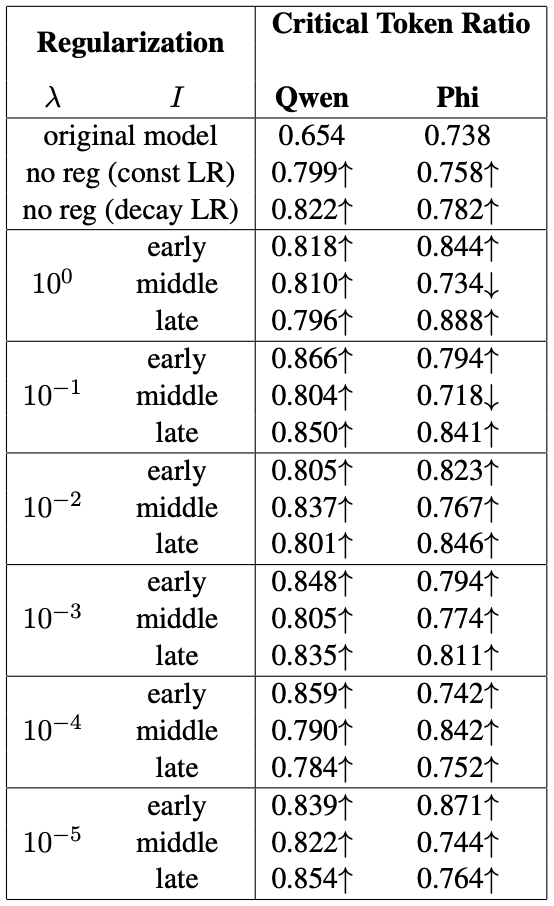 Regularization Critical Token Ratio
λ I Qwen Phi
original model 0.654 0.738
no reg (const LR) 0.799↑ 0.758↑
no reg (decay LR) 0.822↑ 0.782↑
early 0.818↑ 0.844↑
10⁰ middle 0.810↑ 0.734↓
late 0.796↑ 0.888↑
early 0.866↑ 0.794↑
10⁻¹ middle 0.804↑ 0.718↓
late 0.850↑ 0.841↑
early 0.805↑ 0.823↑
10⁻² middle 0.837↑ 0.767↑
late 0.801↑ 0.846↑
early 0.848↑ 0.794↑
10⁻³ middle 0.805↑ 0.774↑
late 0.835↑ 0.811↑
early 0.859↑ 0.742↑
10⁻⁴ middle 0.790↑ 0.842↑
late 0.784↑ 0.752↑
early 0.839↑ 0.871↑
10⁻⁵ middle 0.822↑ 0.744↑
late 0.854↑ 0.764↑